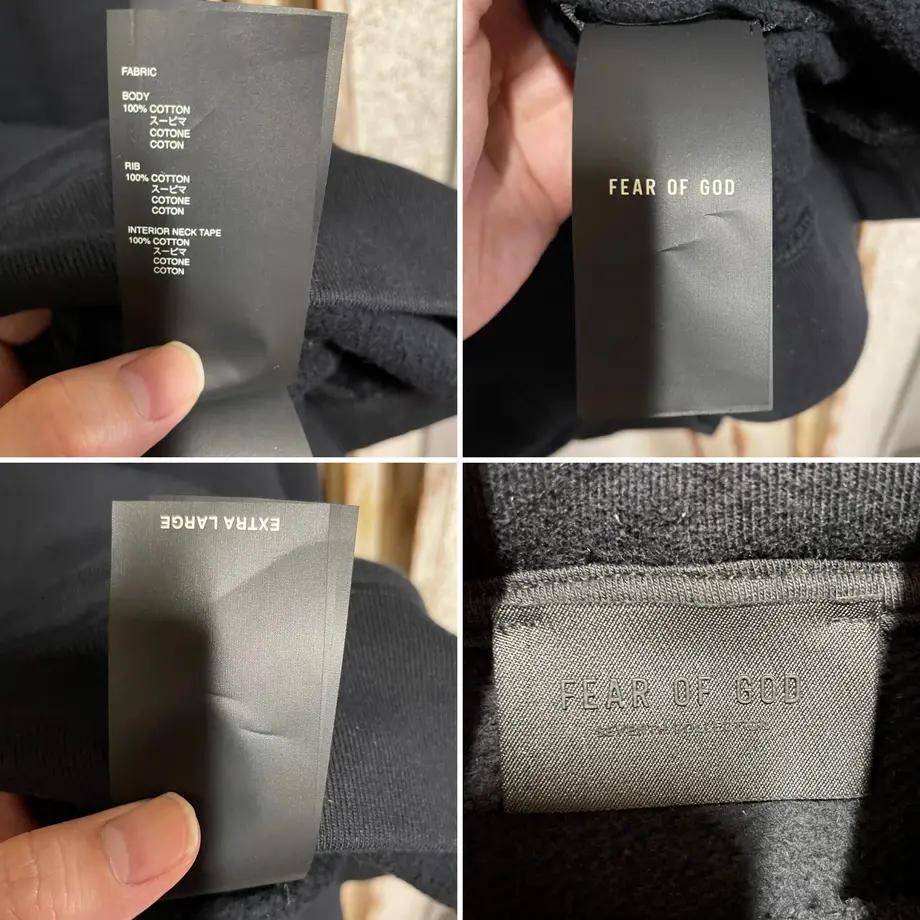 FABRIC
BODY
100% COTTON
スーピマ
COTONE
COTON
RIB
100% COTTON
スーピマ
COTONE
COTON
INTERIOR NECK TAPE
100% COTTON
スーピマ
COTONE
COTON
FEAR OF GOD
EXTRA LARGE
FEAR OF GOD